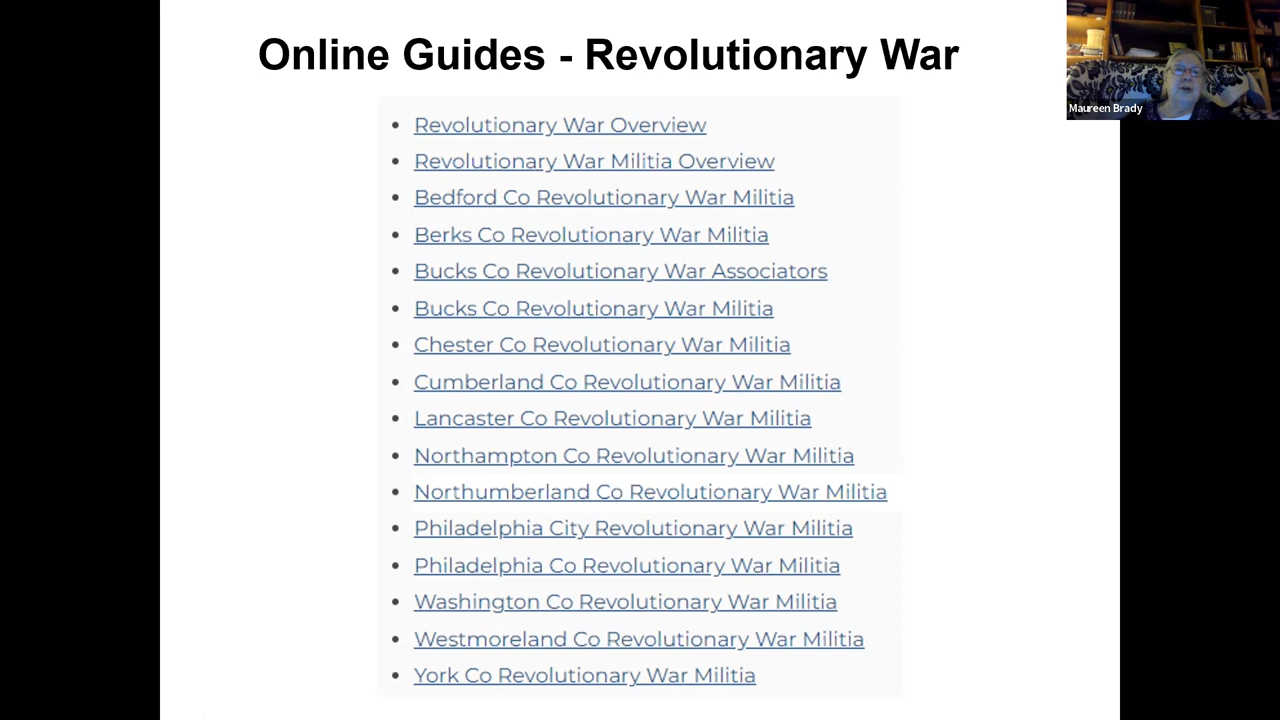 Online Guides - Revolutionary War
Maureen Brady
• Revolutionary War Overview
• Revolutionary War Militia Overview
• Bedford Co Revolutionary War Militia
• Berks Co Revolutionary War Militia
• Bucks Co Revolutionary War Associators
• Bucks Co Revolutionary War Militia
• Chester Co Revolutionary War Militia
• Cumberland Co Revolutionary War Militia
• Lancaster Co Revolutionary War Militia
• Northampton Co Revolutionary War Militia
• Northumberland Co Revolutionary War Militia
• Philadelphia City Revolutionary War Militia
• Philadelphia Co Revolutionary War Militia
• Washington Co Revolutionary War Militia
• Westmoreland Co Revolutionary War Militia
• York Co Revolutionary War Militia